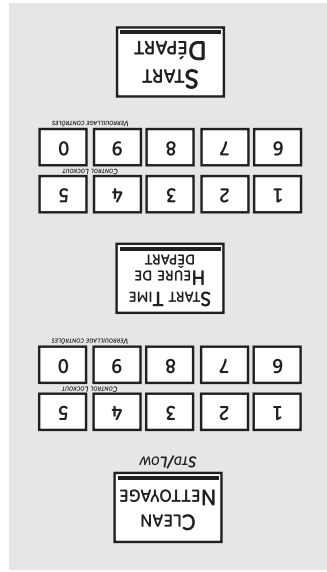 CLEAN
NETTOYAGE
STD/LOW
1 2 3 4 5
CONTROL LOCKOUT
6 7 8 9 0
VERROUILLAGE CONTRÔLES
START TIME
HEURE DE
DÉPART
1 2 3 4 5
CONTROL LOCKOUT
6 7 8 9 0
VERROUILLAGE CONTRÔLES
START
DÉPART